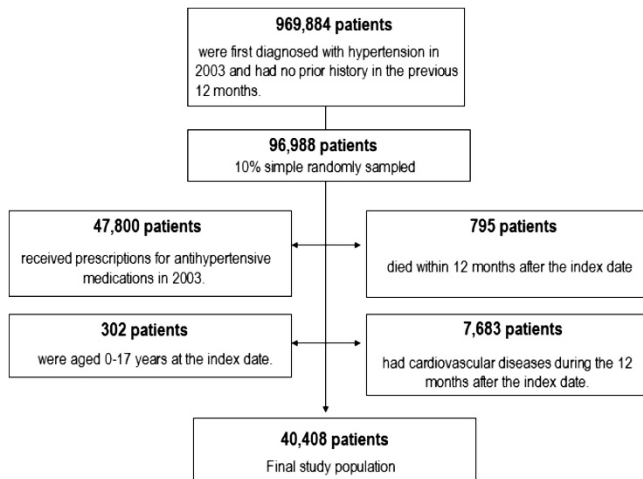 969,884 patients
were first diagnosed with hypertension in
2003 and had no prior history in the previous
12 months.
96,988 patients
10% simple randomly sampled
47,800 patients
received prescriptions for antihypertensive
medications in 2003.
795 patients
died within 12 months after the index date
302 patients
were aged 0-17 years at the index date.
7,683 patients
had cardiovascular diseases during the 12
months after the index date.
40,408 patients
Final study population